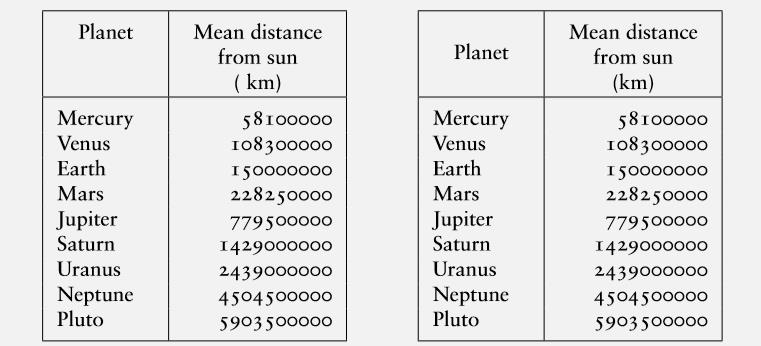 Planet Mean distance
from sun
( km)
Mercury 58100000
Venus 108300000
Earth 150000000
Mars 228250000
Jupiter 779500000
Saturn 1429000000
Uranus 2439000000
Neptune 4504500000
Pluto 5903500000
Mean distance
Planet from sun
(km)
Mercury 58100000
Venus 108300000
Earth 150000000
Mars 228250000
Jupiter 779500000
Saturn 1429000000
Uranus 2439000000
Neptune 4504500000
Pluto 5903500000